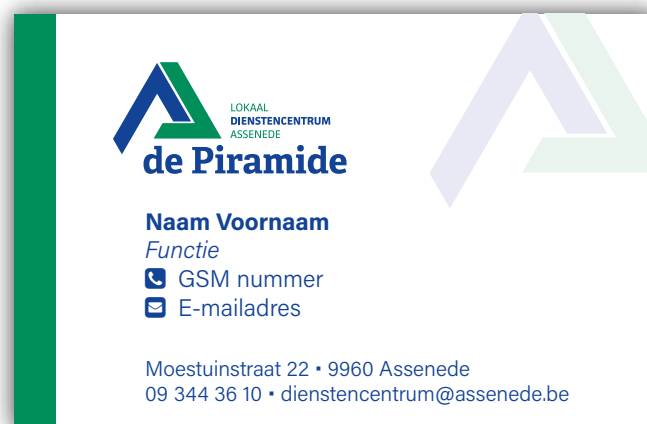 LOKAAL
DIENSTENCENTRUM
ASSENEDE
de Piramide
Naam Voornaam
Functie
GSM nummer
E-mailadres
Moestuinstraat 22 • 9960 Assenede
09 344 36 10 • dienstencentrum@assenede.be